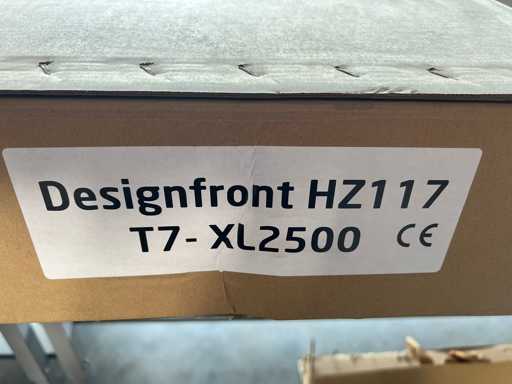 Designfront HZ117
T7- XL2500 CE